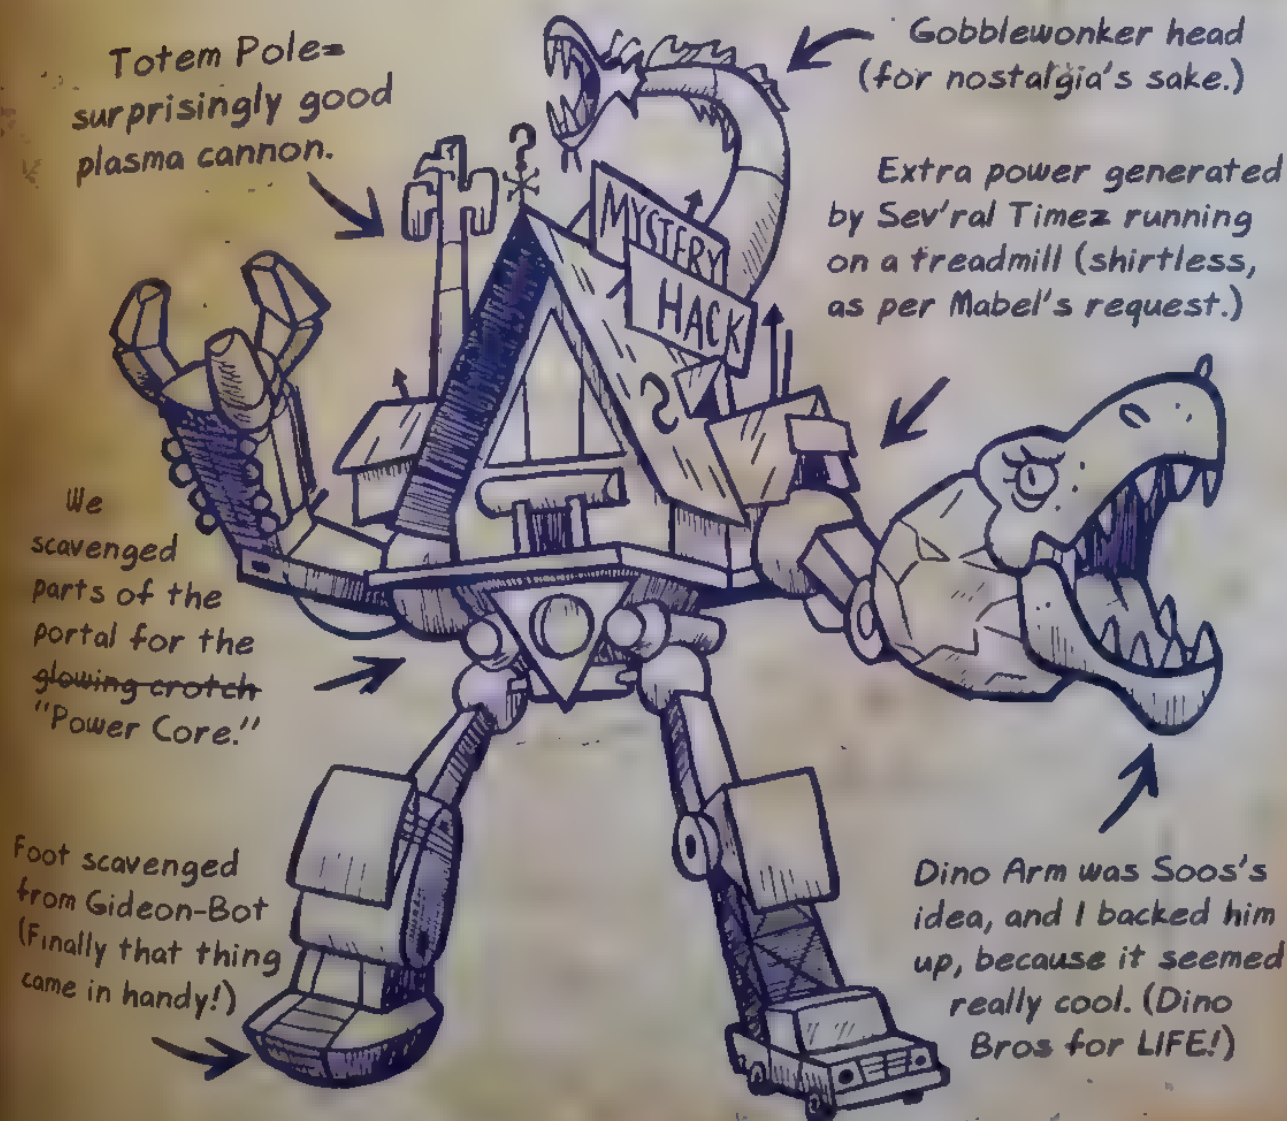 Totem Pole=
surprisingly good
plasma cannon.
Gobblewonker head
(for nostalgia's sake.)
Extra power generated
by Sev'ral Timez running
on a treadmill (shirtless,
as per Mabel's request.)
?
MYSTERY
HACK
S
We
scavenged
parts of the
portal for the
glowing crotch
"Power Core."
Foot scavenged
from Gideon-Bot
(Finally that thing
came in handy!)
Dino Arm was Soos's
idea, and I backed him
up, because it seemed
really cool. (Dino
Bros for LIFE!)